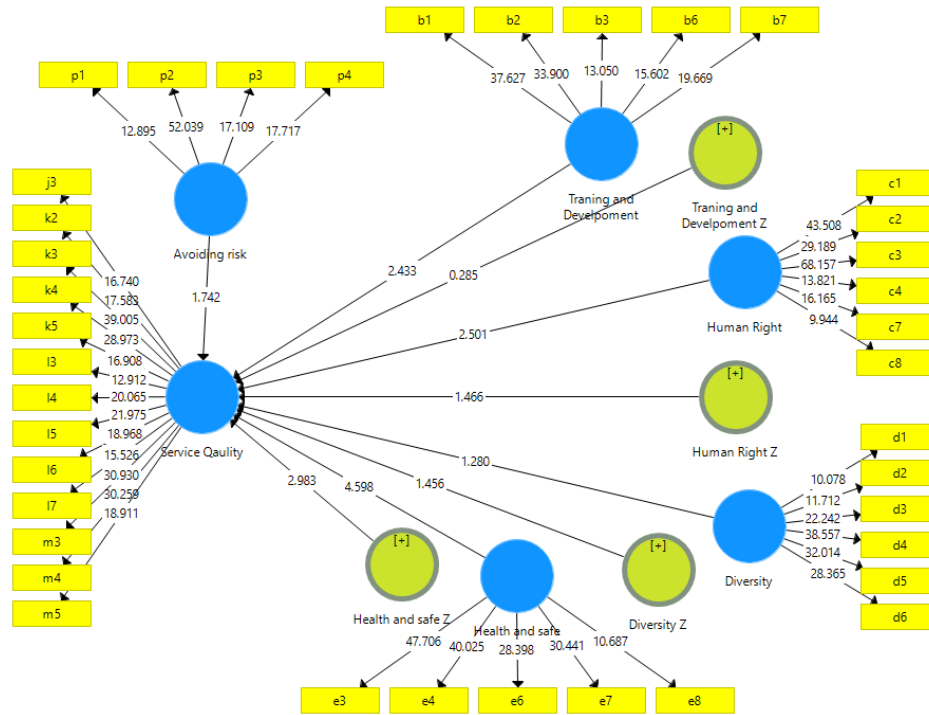 b1 b2 b3 b6 b7
37.627 33.900 13.050 15.602 19.669
p1 p2 p3 p4
12.895 52.039 17.109 17.717
[+]
Traning and
Develpoment
Traning and
Develpoment Z
Avoiding risk
j3
k2
k3
k4
k5
l3
l4
l5
l6
l7
m3
m4
m5
16.740
17.583
39.005
28.973
16.908
12.912
20.065
21.975
18.968
15.526
30.930
30.259
18.911
1.742
2.433
0.285
2.501
1.466
1.280
1.456
4.598
2.983
Service Qaulity
Human Right
43.508
29.189
68.157
13.821
16.165
9.944
c1
c2
c3
c4
c7
c8
[+]
Human Right Z
Diversity
10.078
11.712
22.242
38.557
32.014
28.365
d1
d2
d3
d4
d5
d6
[+]
Health and safe Z
Health and safe
[+]
Diversity Z
47.706 40.025 28.398 30.441 10.687
e3 e4 e6 e7 e8